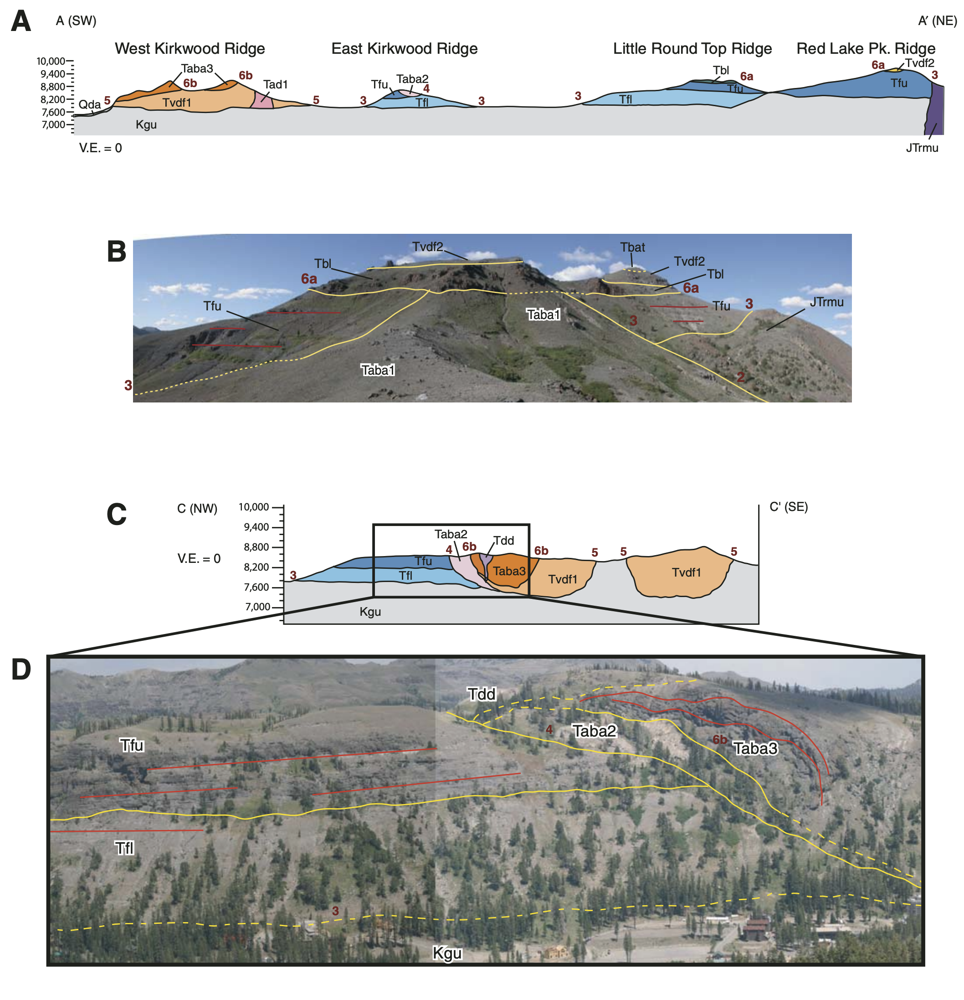 A
A (SW)
A′ (NE)
West Kirkwood Ridge
East Kirkwood Ridge
Little Round Top Ridge
Red Lake Pk. Ridge
10,000
9,400
8,800
8,200
7,600
7,000
Qda
5
Taba3
6b
6b
Tad1
Tvdf1
5
Kgu
V.E. = 0
3
Tfu
Taba2
4
Tfl
3
3
Tfl
Tbl
6a
Tfu
6a
Tvdf2
3
Tfu
JTrmu
B
Tvdf2
Tbl
6a
Tfu
3
Taba1
Taba1
Tbat
Tvdf2
Tbl
6a
Tfu
3
JTrmu
3
2
C
C (NW)
C' (SE)
V.E. = 0
10,000
9,400
8,800
8,200
7,600
7,000
3
Taba2
Tdd
4
6b
6b
5
5
5
Tfu
Tfl
Taba3
Tvdf1
Tvdf1
Kgu
D
Tdd
4
Taba2
6b
Taba3
Tfu
Tfl
3
Kgu